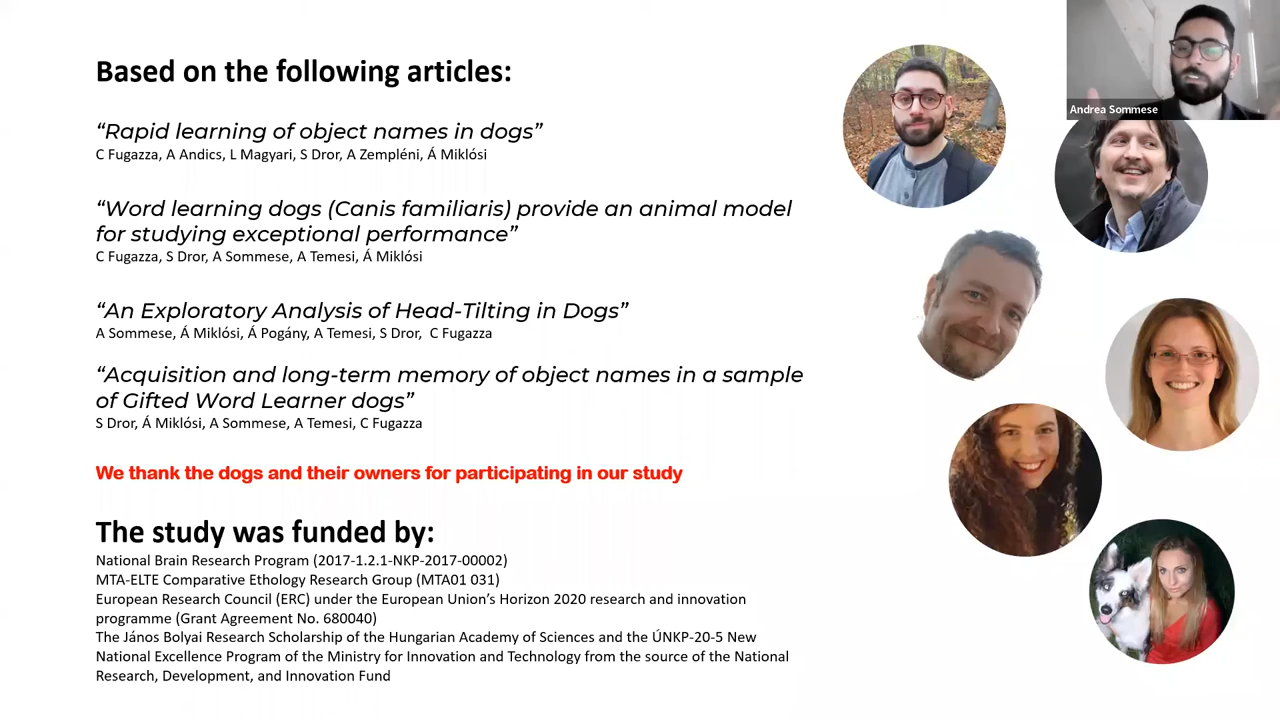 Based on the following articles:
“Rapid learning of object names in dogs”
C Fugazza, A Andics, L Magyari, S Dror, A Zempléni, Á Miklósi
“Word learning dogs (Canis familiaris) provide an animal model
for studying exceptional performance”
C Fugazza, S Dror, A Sommese, A Temesi, Á Miklósi
“An Exploratory Analysis of Head-Tilting in Dogs”
A Sommese, Á Miklósi, Á Pogány, A Temesi, S Dror, C Fugazza
“Acquisition and long-term memory of object names in a sample
of Gifted Word Learner dogs”
S Dror, Á Miklósi, A Sommese, A Temesi, C Fugazza
We thank the dogs and their owners for participating in our study
The study was funded by:
National Brain Research Program (2017-1.2.1-NKP-2017-00002)
MTA-ELTE Comparative Ethology Research Group (MTA01 031)
European Research Council (ERC) under the European Union’s Horizon 2020 research and innovation
programme (Grant Agreement No. 680040)
The János Bolyai Research Scholarship of the Hungarian Academy of Sciences and the ÚNKP-20-5 New
National Excellence Program of the Ministry for Innovation and Technology from the source of the National
Research, Development, and Innovation Fund
Andrea Sommese